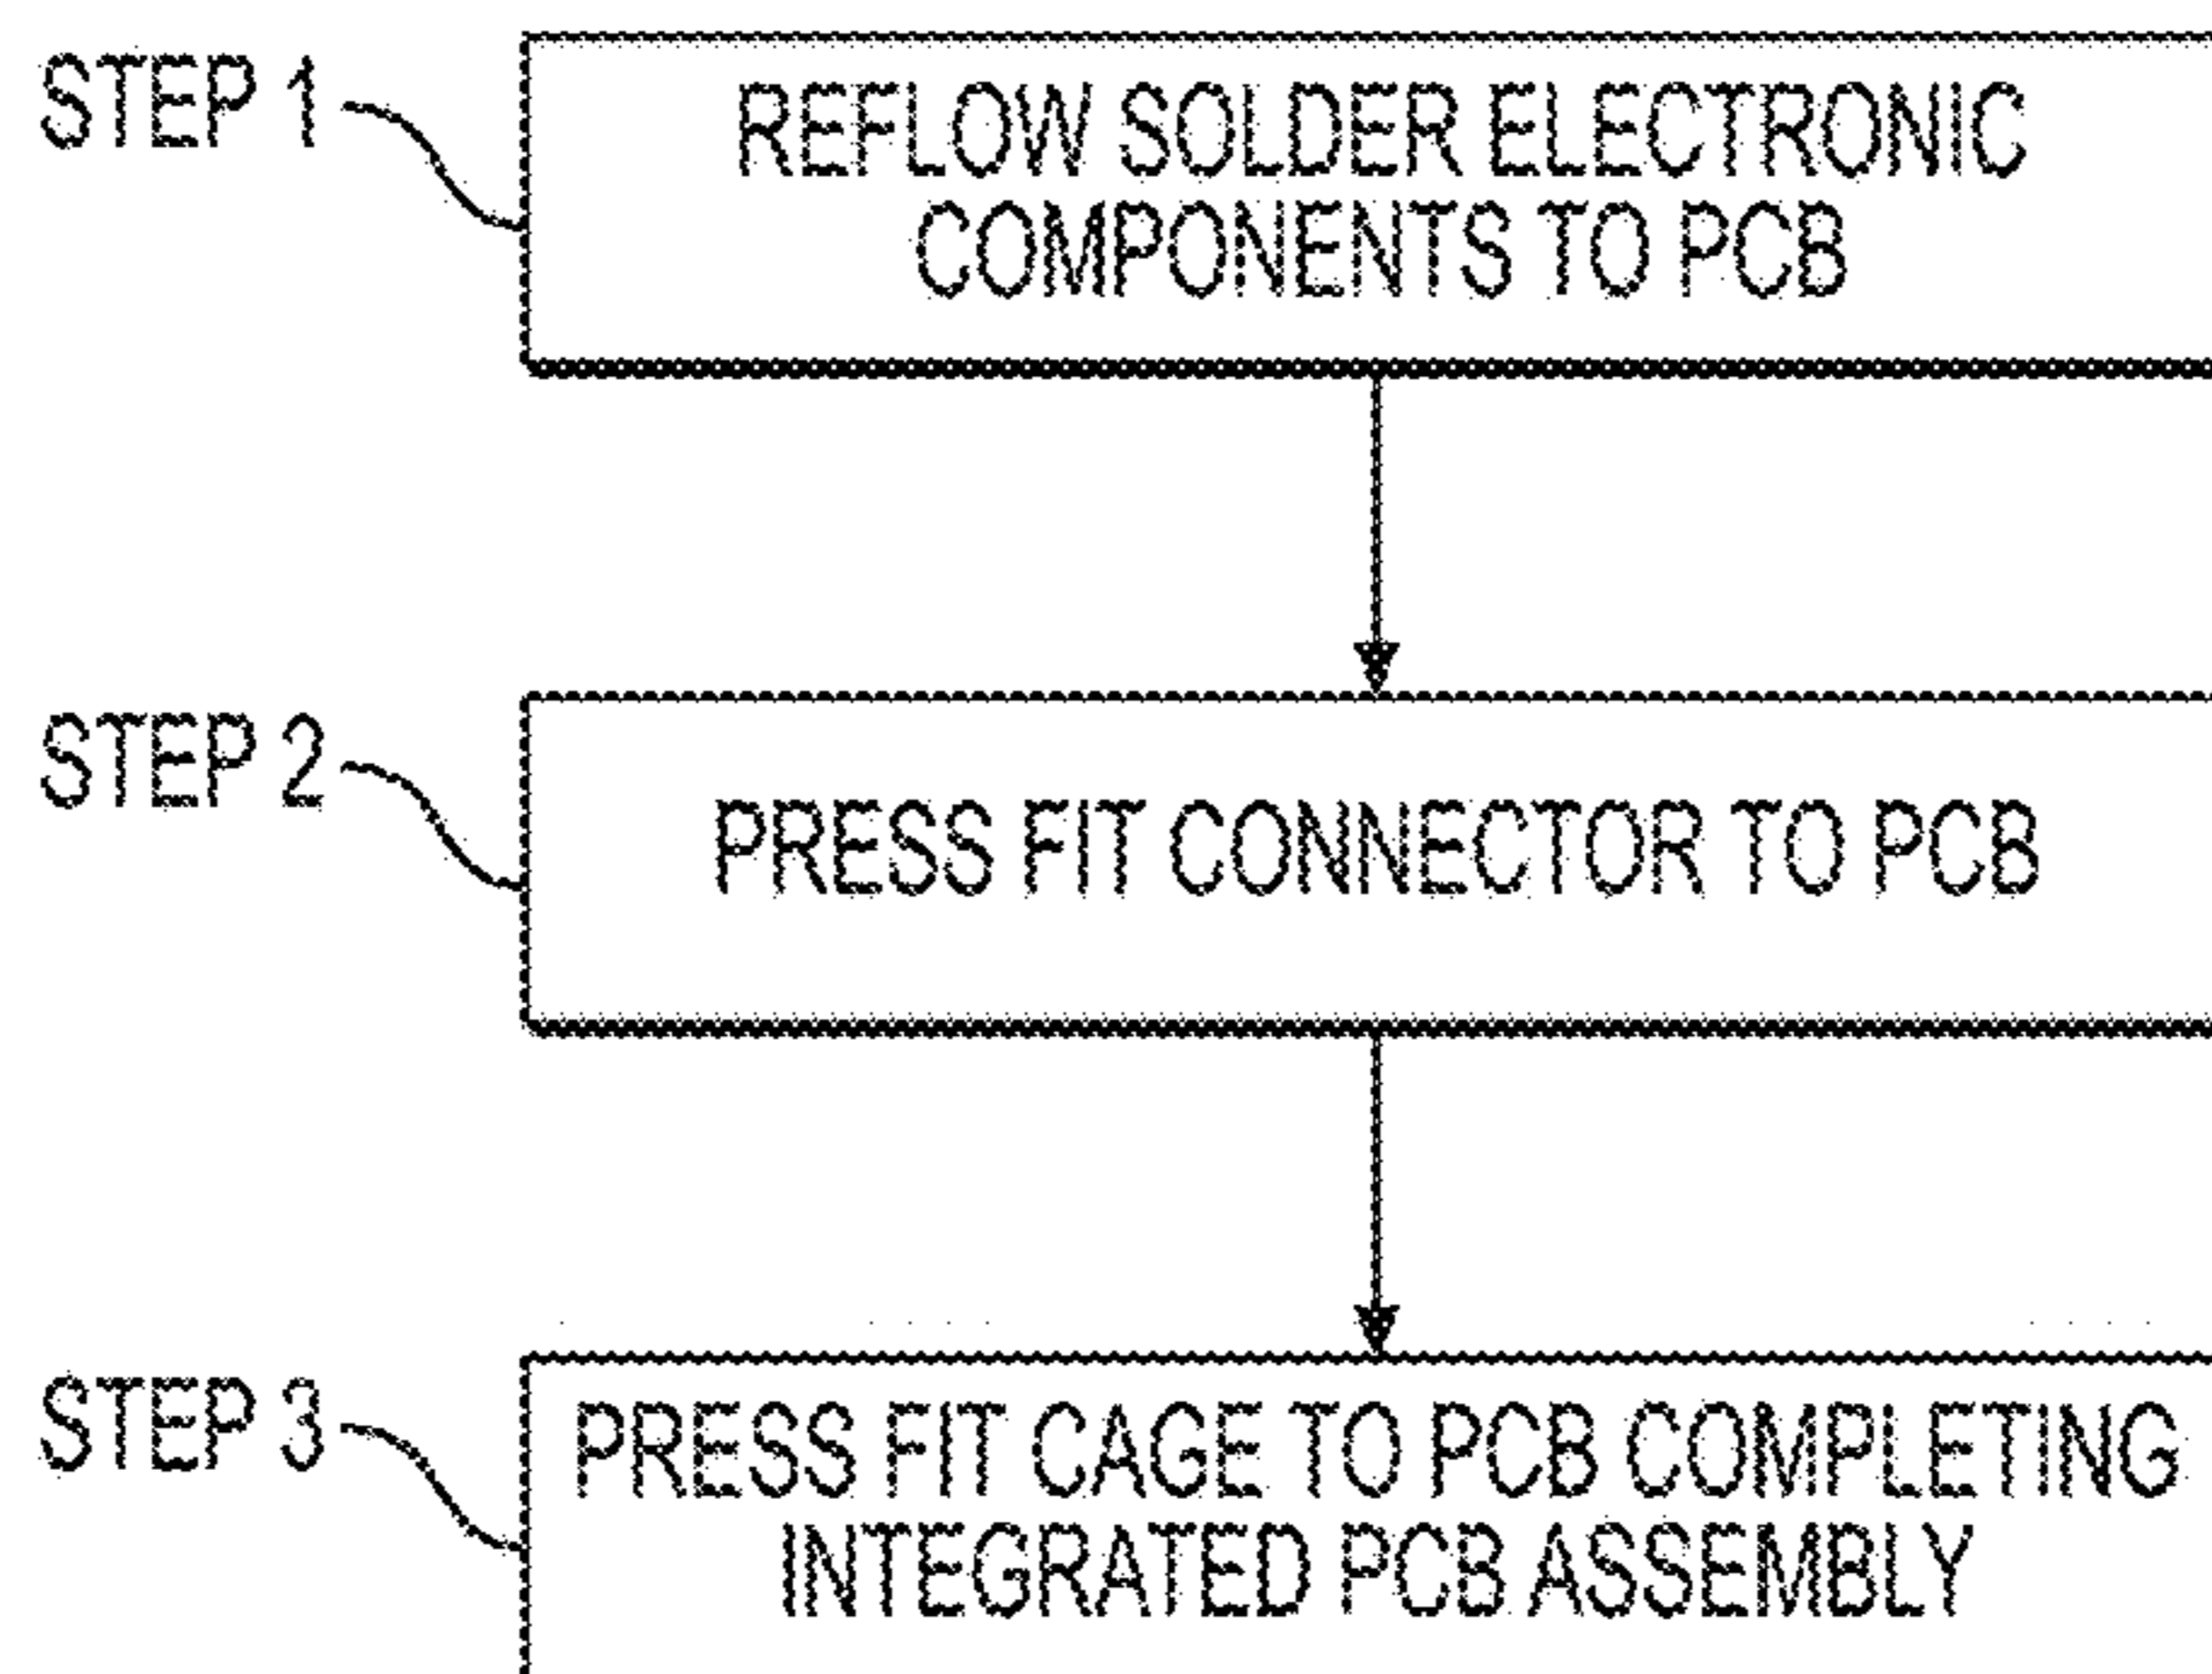 STEP 1
REFLOW SOLDER ELECTRONIC
COMPONENTS TO PCB
STEP 2
PRESS FIT CONNECTOR TO PCB
STEP 3
PRESS FIT CAGE TO PCB COMPLETING
INTEGRATED PCB ASSEMBLY